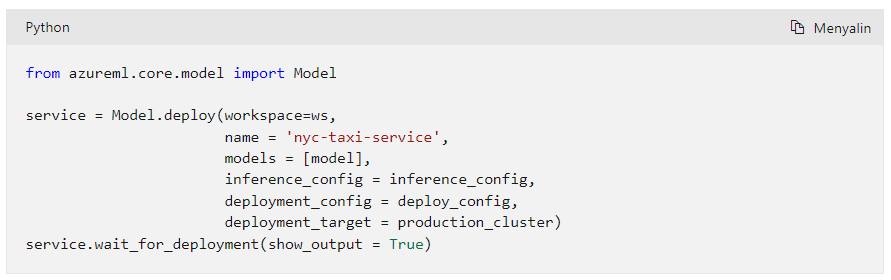 Python
Menyalin
from azureml.core.model import Model
service = Model.deploy(workspace=ws,
name = 'nyc-taxi-service',
models = [model],
inference_config = inference_config,
deployment_config = deploy_config,
deployment_target = production_cluster)
service.wait_for_deployment(show_output = True)